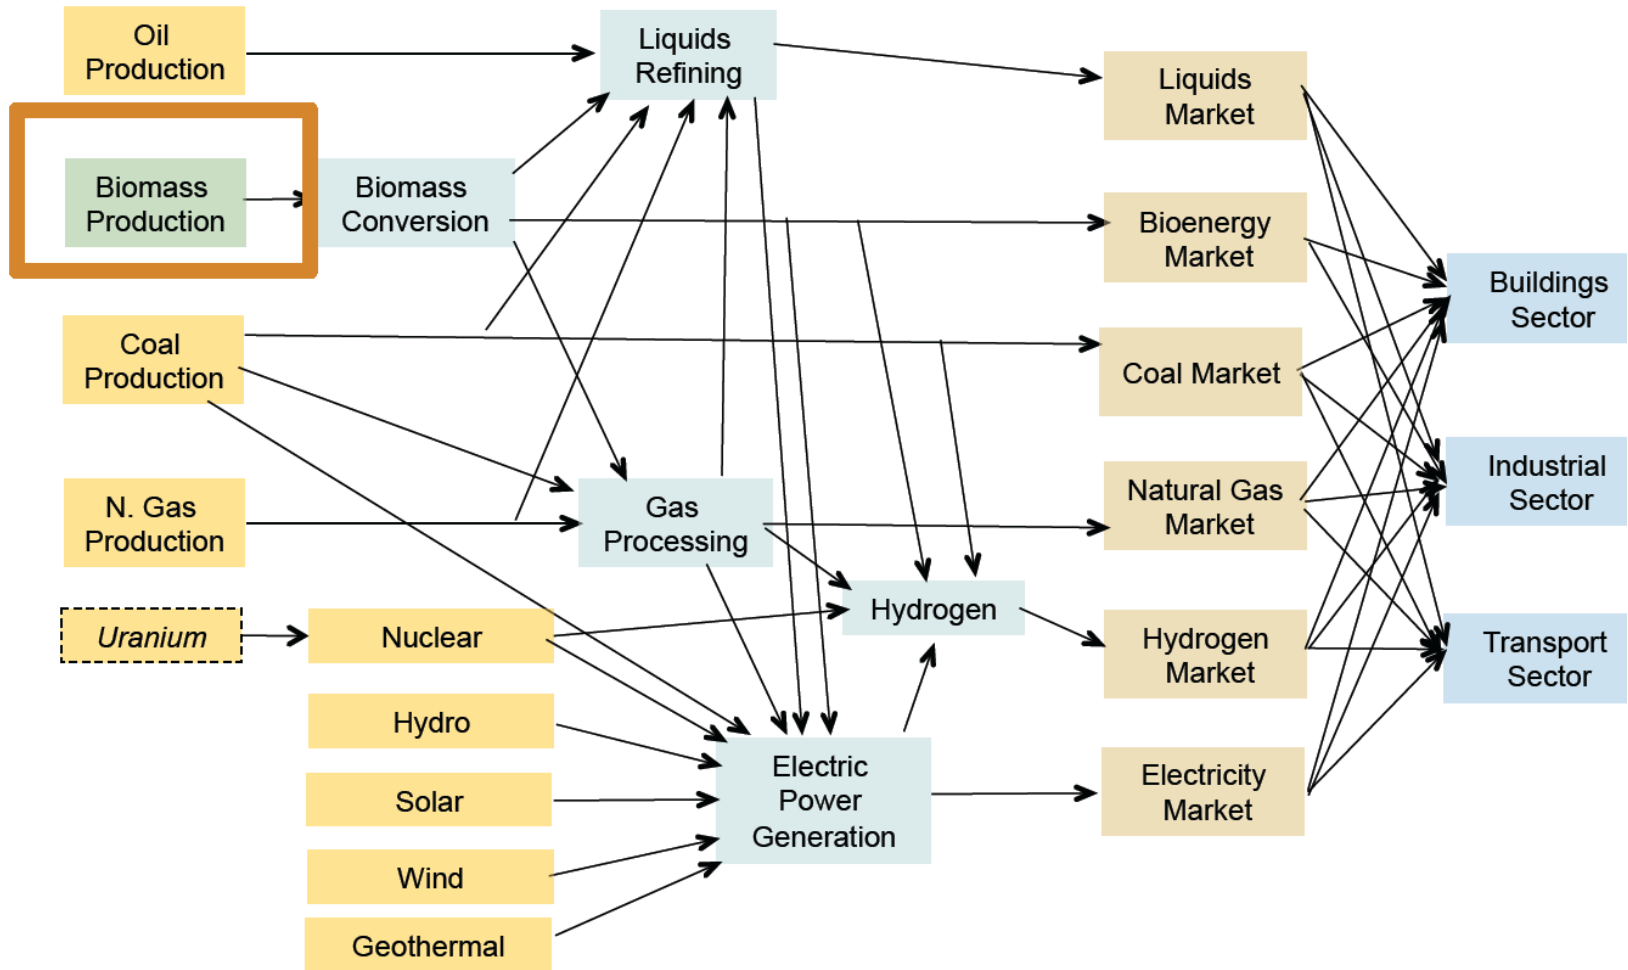 Oil
Production
Liquids
Refining
Liquids
Market
Biomass
Production
Biomass
Conversion
Bioenergy
Market
Buildings
Sector
Coal
Production
Coal Market
Industrial
Sector
N. Gas
Production
Gas
Processing
Natural Gas
Market
Uranium
Nuclear
Hydrogen
Hydrogen
Market
Transport
Sector
Hydro
Solar
Electric
Power
Generation
Electricity
Market
Wind
Geothermal